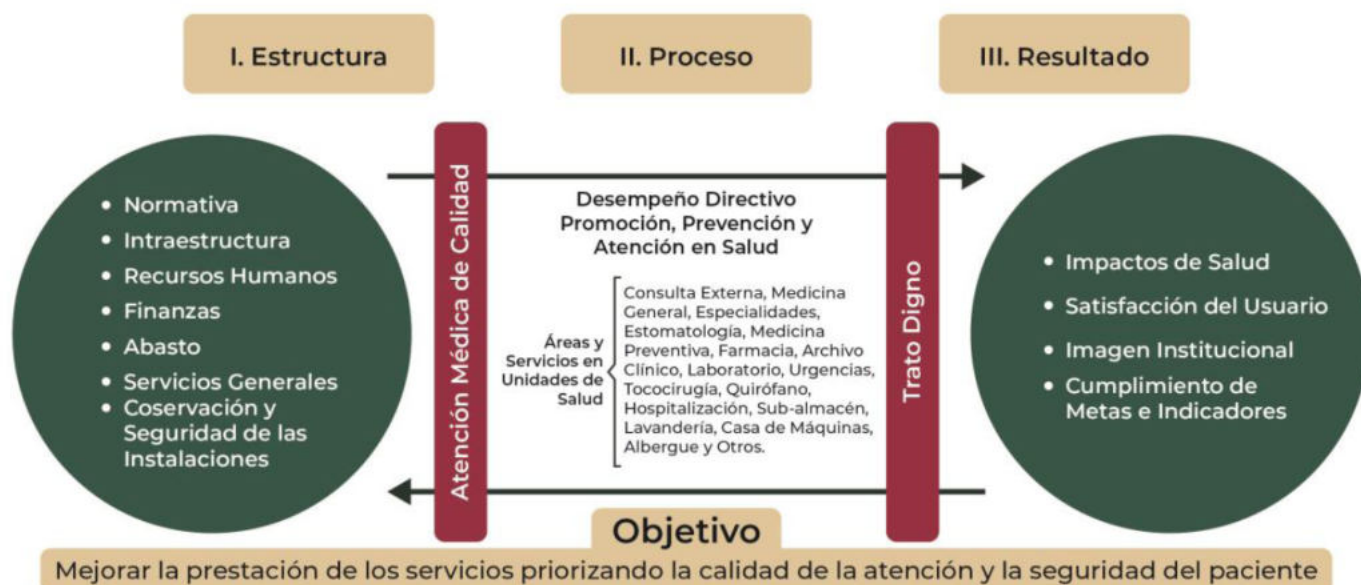 I. Estructura
II. Proceso
III. Resultado
Normativa
Intraestructura
Recursos Humanos
Finanzas
Abasto
Servicios Generales
Coservación y
Seguridad de las
Instalaciones
Atención Médica de Calidad
Desempeño Directivo
Promoción, Prevención y
Atención en Salud
Áreas y
Servicios en
Unidades de
Salud
Consulta Externa, Medicina
General, Especialidades,
Estomatología, Medicina
Preventiva, Farmacia, Archivo
Clínico, Laboratorio, Urgencias,
Tococirugía, Quirófano,
Hospitalización, Sub-almacén,
Lavandería, Casa de Máquinas,
Albergue y Otros.
Trato Digno
Impactos de Salud
Satisfacción del Usuario
Imagen Institucional
Cumplimiento de
Metas e Indicadores
Objetivo
Mejorar la prestación de los servicios priorizando la calidad de la atención y la seguridad del paciente